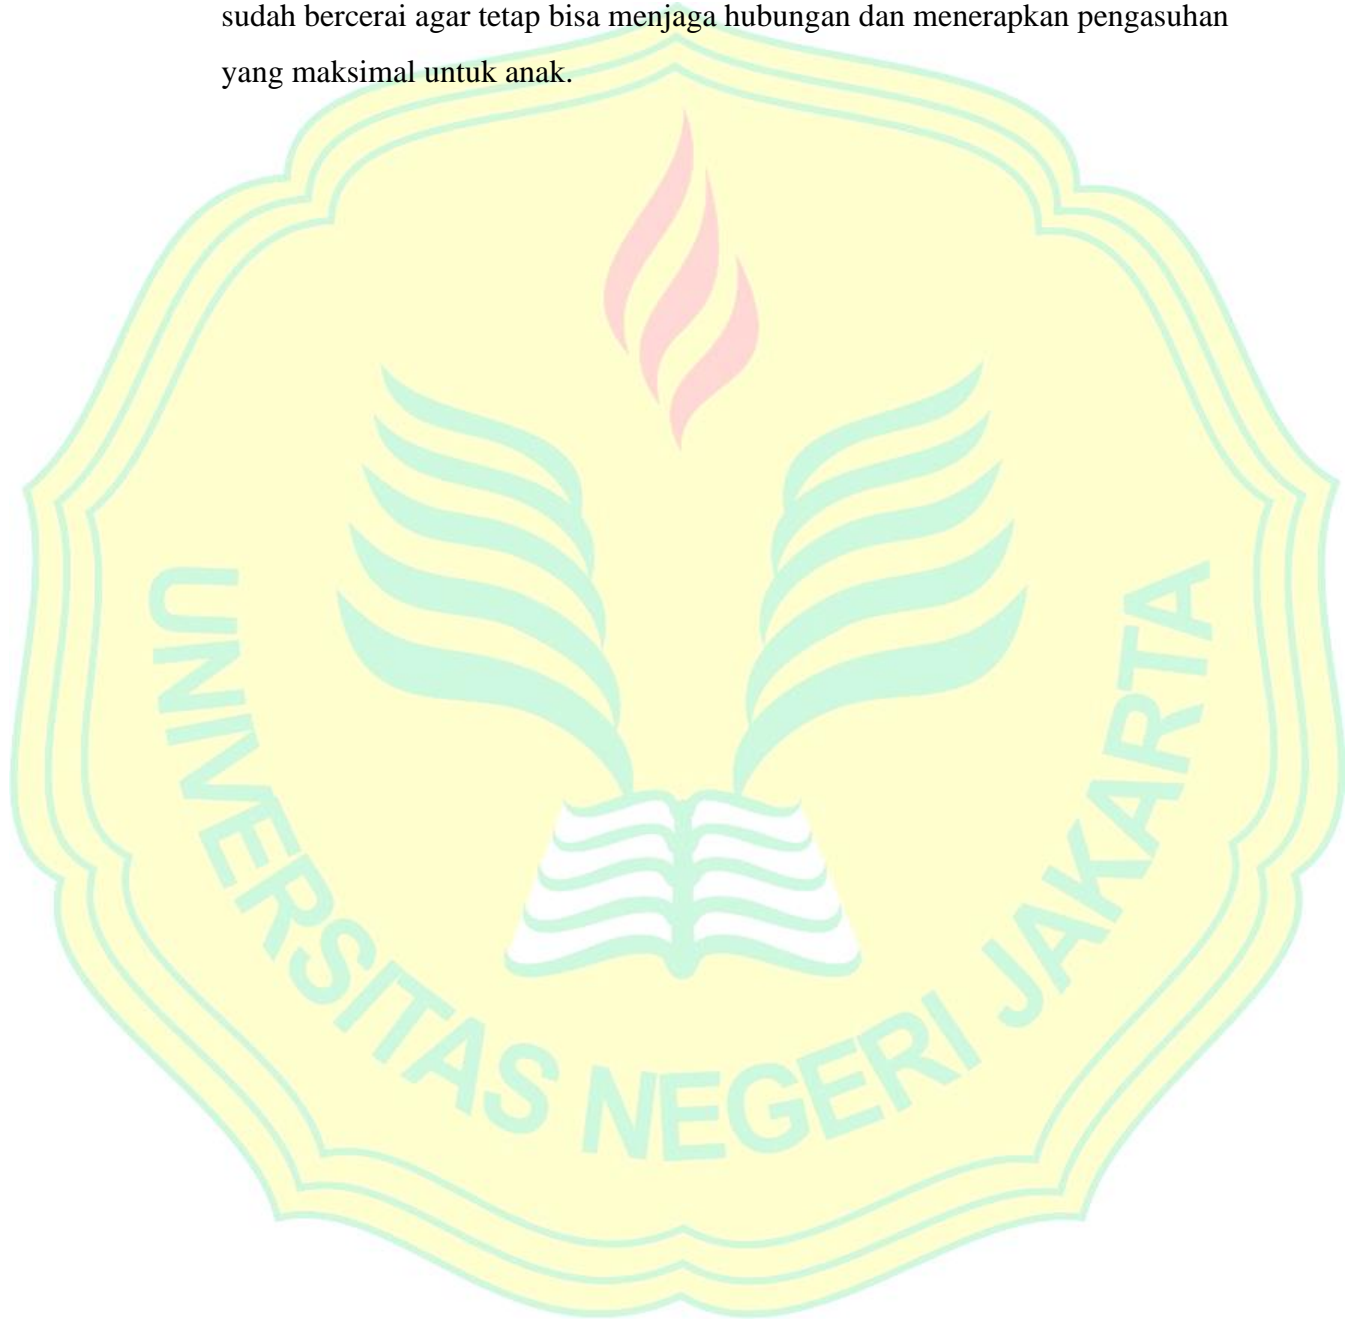 sudah bercerai agar tetap bisa menjaga hubungan dan menerapkan pengasuhan
yang maksimal untuk anak.
UNIVERSITAS NEGERI JAKARTA